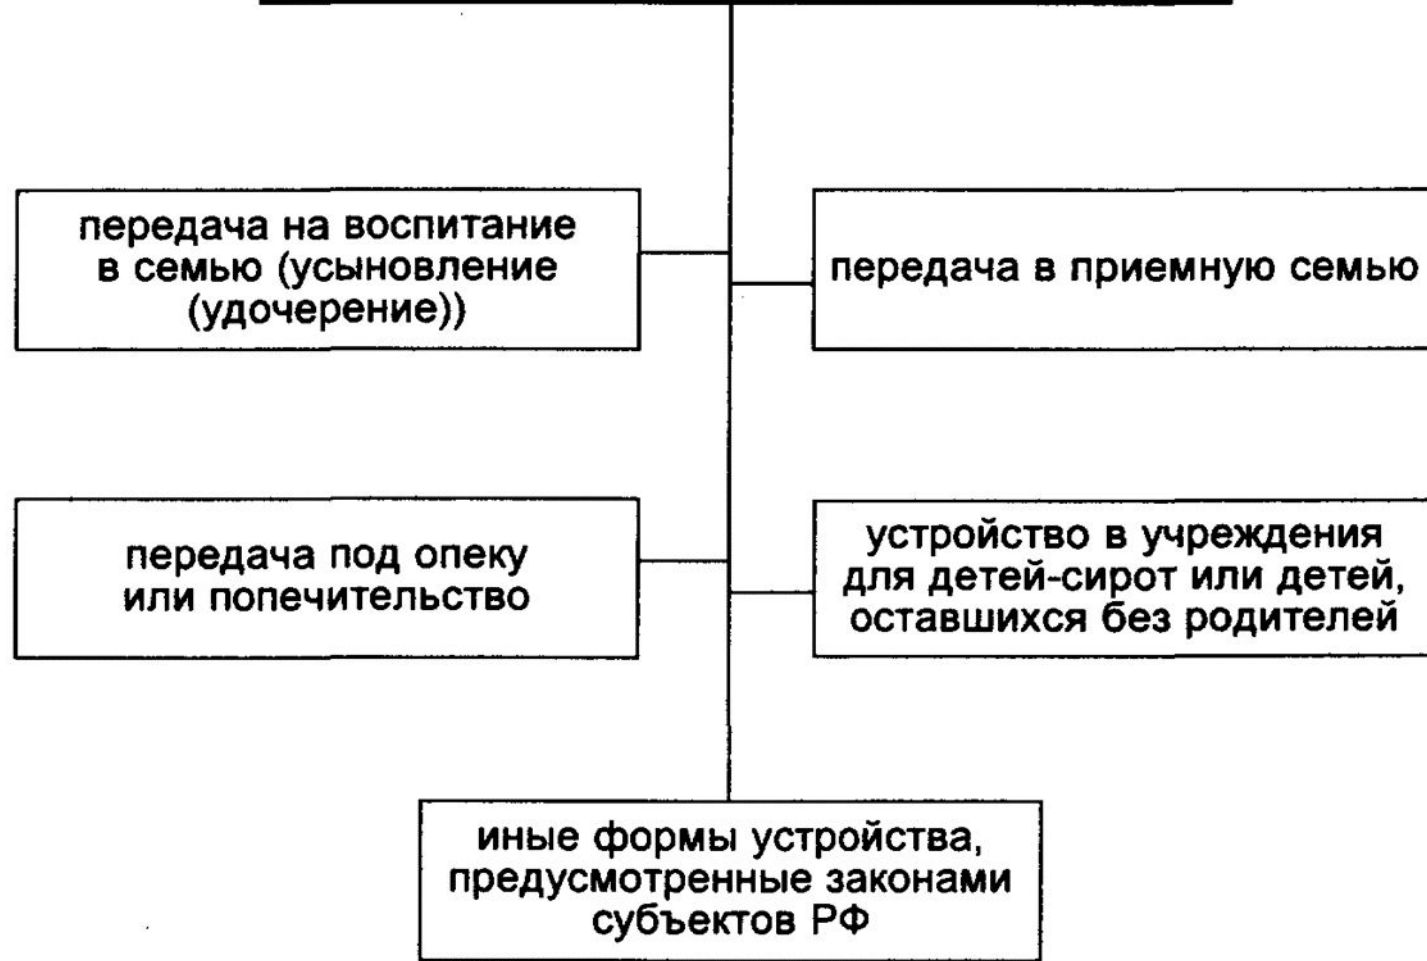 передача на воспитание
в семью (усыновление
(удочерение))
передача в приемную семью
передача под опеку
или попечительство
устройство в учреждения
для детей-сирот или детей,
оставшихся без родителей
иные формы устройства,
предусмотренные законами
субъектов РФ